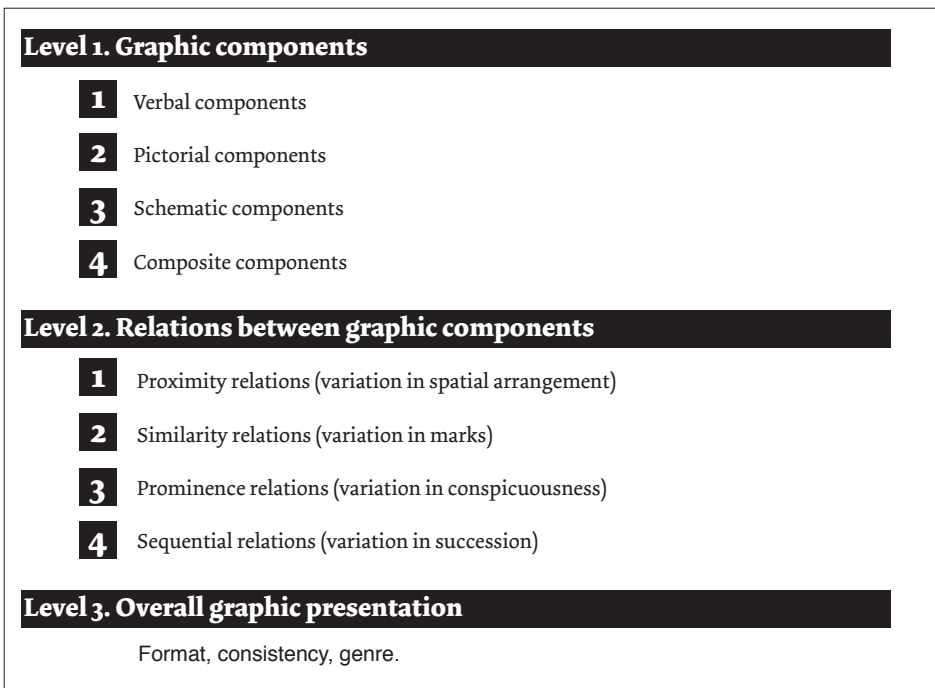 Level 1. Graphic components
1 Verbal components
2 Pictorial components
3 Schematic components
4 Composite components
Level 2. Relations between graphic components
1 Proximity relations (variation in spatial arrangement)
2 Similarity relations (variation in marks)
3 Prominence relations (variation in conspicuousness)
4 Sequential relations (variation in succession)
Level 3. Overall graphic presentation
Format, consistency, genre.